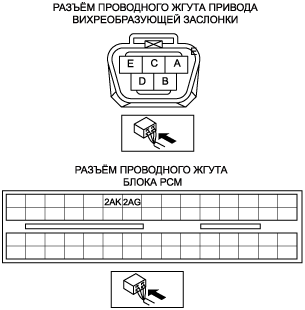 РАЗЪЁМ ПРОВОДНОГО ЖГУТА ПРИВОДА
ВИХРЕОБРАЗУЮЩЕЙ ЗАСЛОНКИ
E C A
D B
РАЗЪЁМ ПРОВОДНОГО ЖГУТА
БЛОКА PCM
2AK 2AG